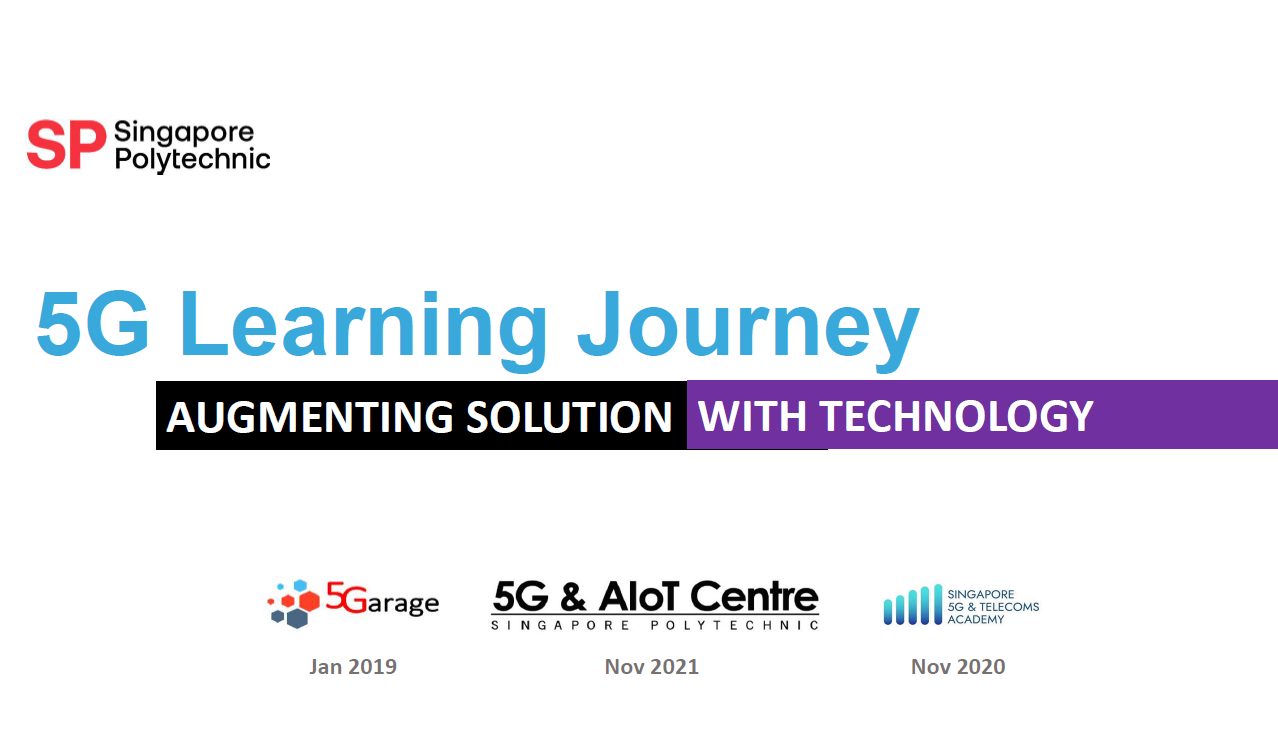 SP Singapore
Polytechnic
5G Learning Journey
AUGMENTING SOLUTION WITH TECHNOLOGY
5Garage
5G & AIoT Centre
SINGAPORE POLYTECHNIC
SINGAPORE
5G & TELECOMS
ACADEMY
Jan 2019
Nov 2021
Nov 2020